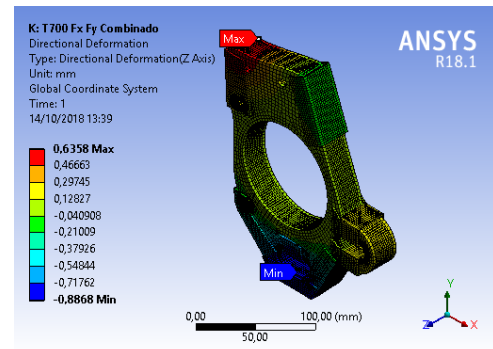 K: T700 Fx Fy Combinado
Directional Deformation
Type: Directional Deformation(Z Axis)
Unit: mm
Global Coordinate System
Time: 1
14/10/2018 13:39
0,6358 Max
0,46663
0,29745
0,12827
-0,040908
-0,21009
-0,37926
-0,54844
-0,71762
-0,8868 Min
Max
Min
ANSYS
R18.1
0,00
100,00 (mm)
50,00
Y
Z
X